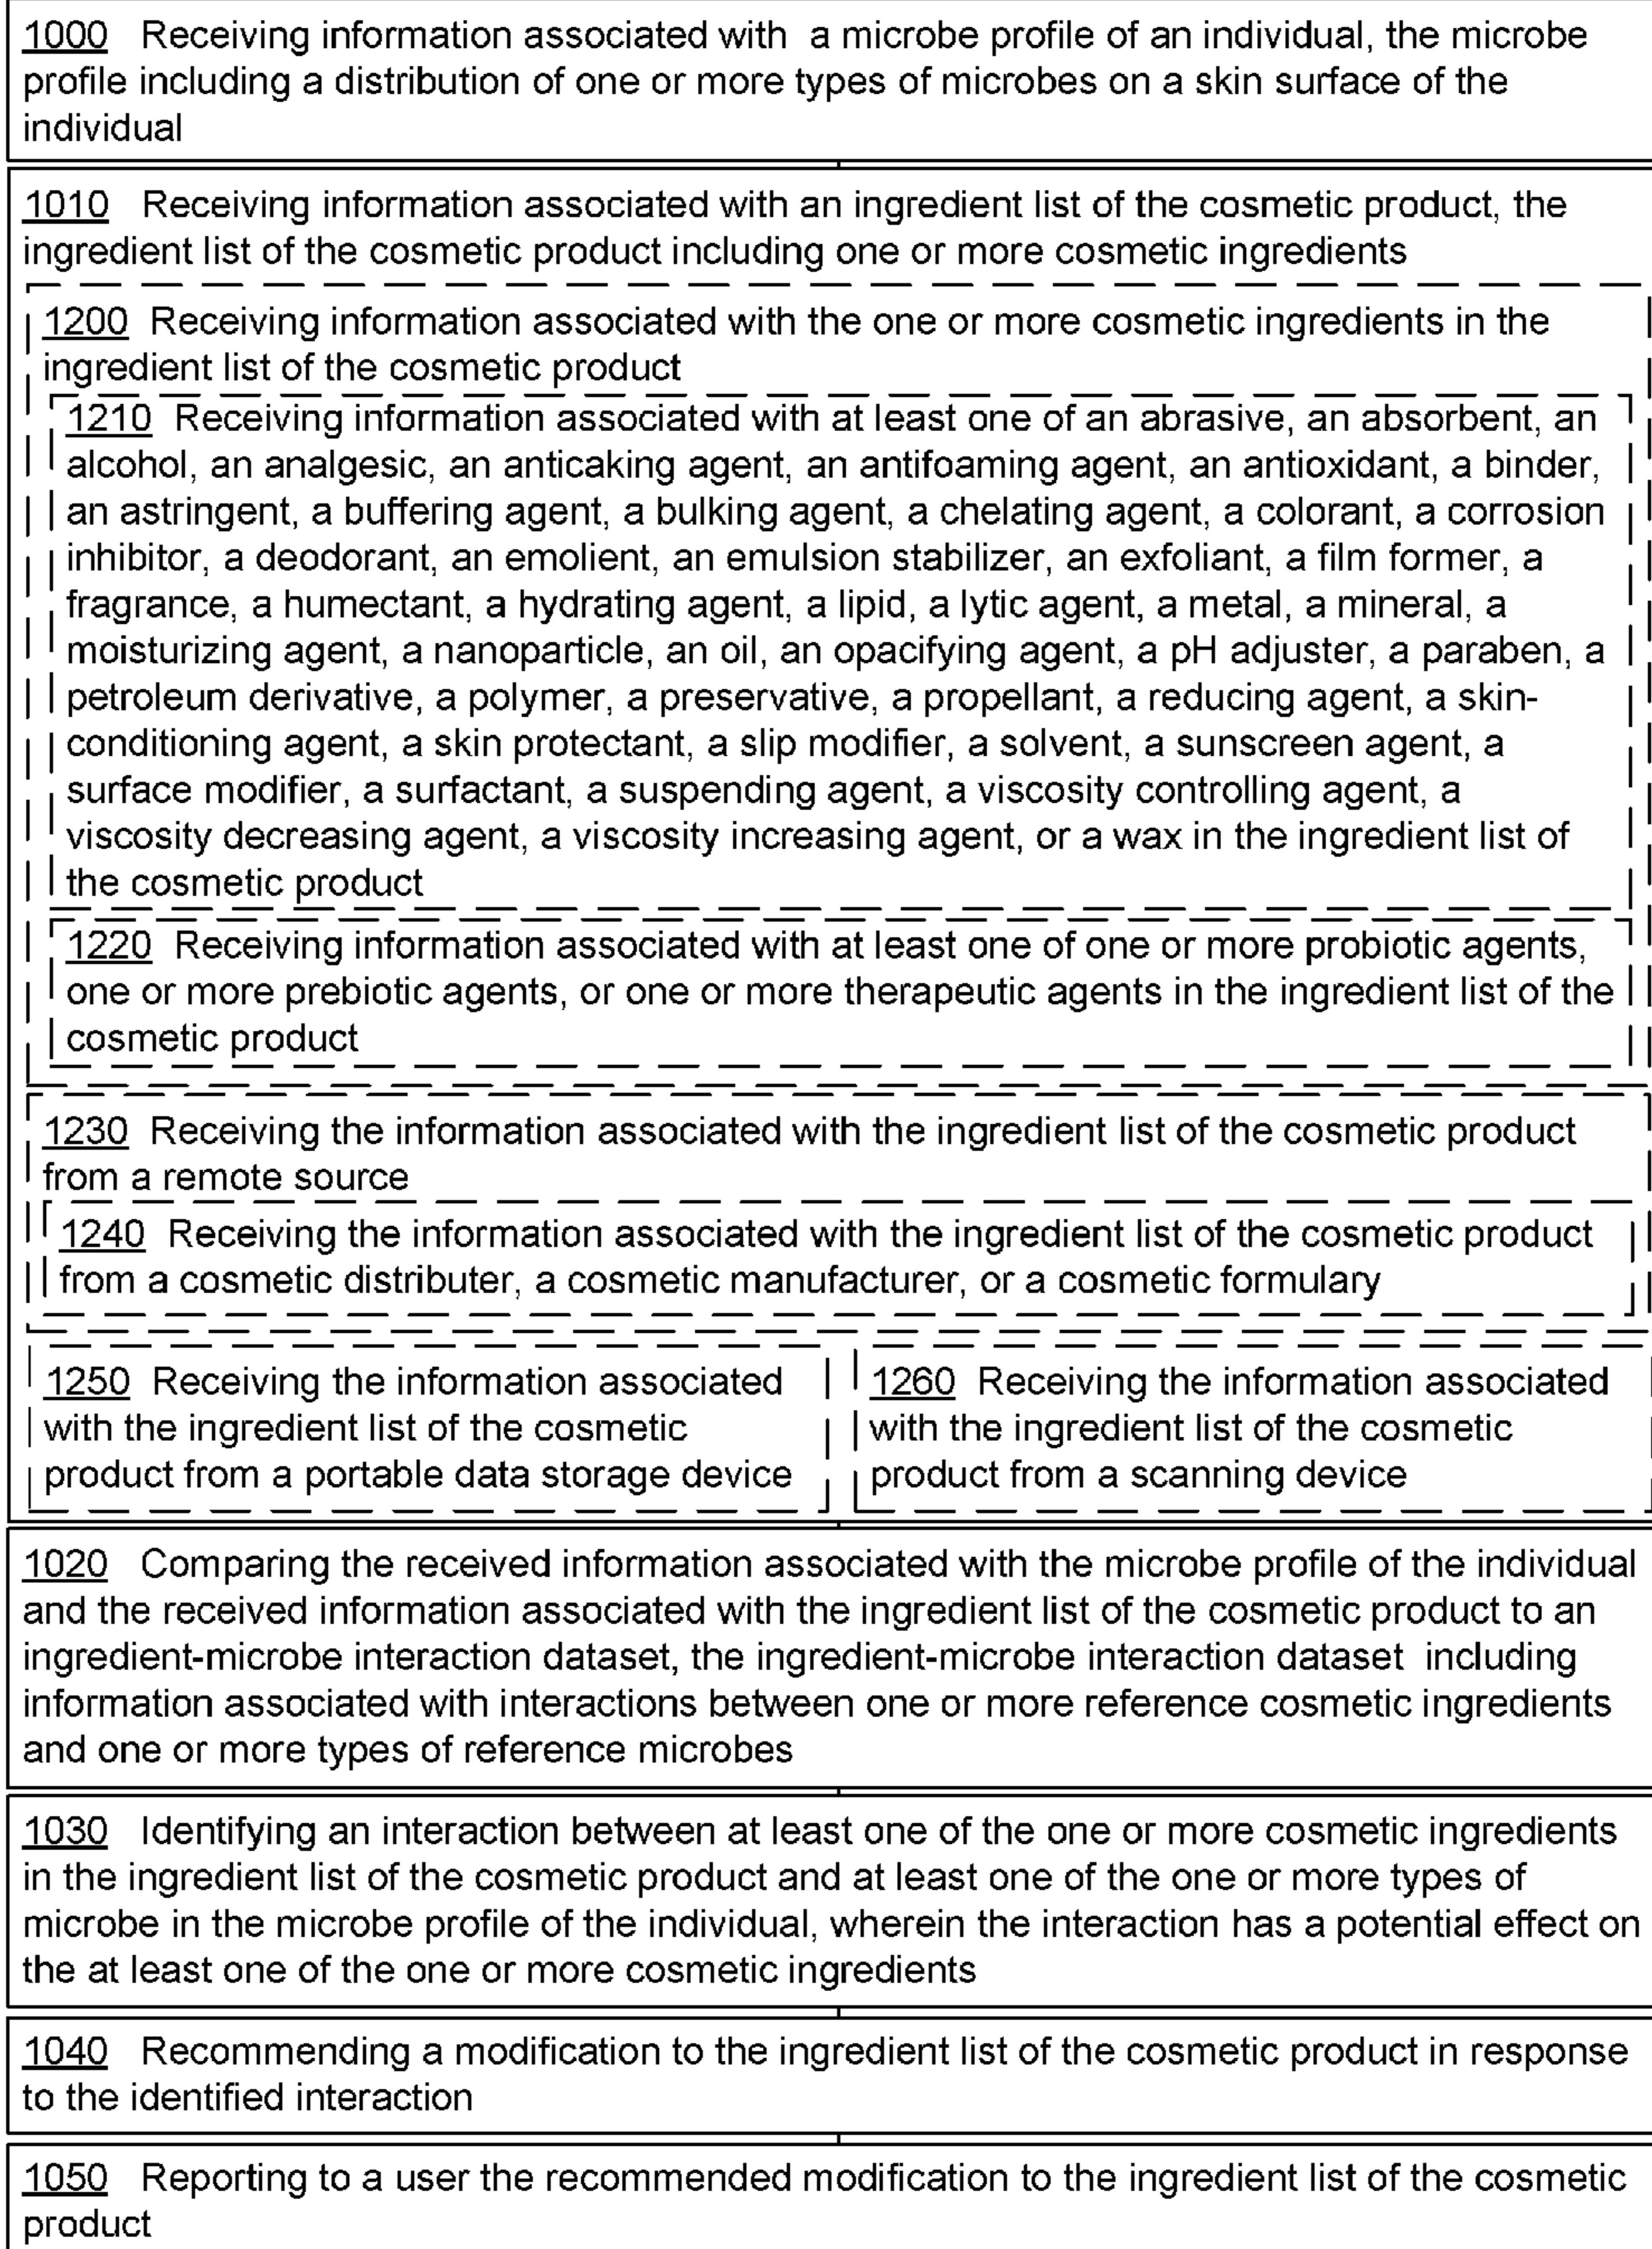 1000 Receiving information associated with a microbe profile of an individual, the microbe
profile including a distribution of one or more types of microbes on a skin surface of the
individual
1010 Receiving information associated with an ingredient list of the cosmetic product, the
ingredient list of the cosmetic product including one or more cosmetic ingredients
1200 Receiving information associated with the one or more cosmetic ingredients in the
ingredient list of the cosmetic product
1210 Receiving information associated with at least one of an abrasive, an absorbent, an
alcohol, an analgesic, an anticaking agent, an antifoaming agent, an antioxidant, a binder,
an astringent, a buffering agent, a bulking agent, a chelating agent, a colorant, a corrosion
inhibitor, a deodorant, an emolient, an emulsion stabilizer, an exfoliant, a film former, a
fragrance, a humectant, a hydrating agent, a lipid, a lytic agent, a metal, a mineral, a
moisturizing agent, a nanoparticle, an oil, an opacifying agent, a pH adjuster, a paraben, a
petroleum derivative, a polymer, a preservative, a propellant, a reducing agent, a skin-
conditioning agent, a skin protectant, a slip modifier, a solvent, a sunscreen agent, a
surface modifier, a surfactant, a suspending agent, a viscosity controlling agent, a
viscosity decreasing agent, a viscosity increasing agent, or a wax in the ingredient list of
the cosmetic product
1220 Receiving information associated with at least one of one or more probiotic agents,
one or more prebiotic agents, or one or more therapeutic agents in the ingredient list of the
cosmetic product
1230 Receiving the information associated with the ingredient list of the cosmetic product
from a remote source
1240 Receiving the information associated with the ingredient list of the cosmetic product
from a cosmetic distributer, a cosmetic manufacturer, or a cosmetic formulary
1250 Receiving the information associated
with the ingredient list of the cosmetic
product from a portable data storage device
1260 Receiving the information associated
with the ingredient list of the cosmetic
product from a scanning device
1020 Comparing the received information associated with the microbe profile of the individual
and the received information associated with the ingredient list of the cosmetic product to an
ingredient-microbe interaction dataset, the ingredient-microbe interaction dataset including
information associated with interactions between one or more reference cosmetic ingredients
and one or more types of reference microbes
1030 Identifying an interaction between at least one of the one or more cosmetic ingredients
in the ingredient list of the cosmetic product and at least one of the one or more types of
microbe in the microbe profile of the individual, wherein the interaction has a potential effect on
the at least one of the one or more cosmetic ingredients
1040 Recommending a modification to the ingredient list of the cosmetic product in response
to the identified interaction
1050 Reporting to a user the recommended modification to the ingredient list of the cosmetic
product